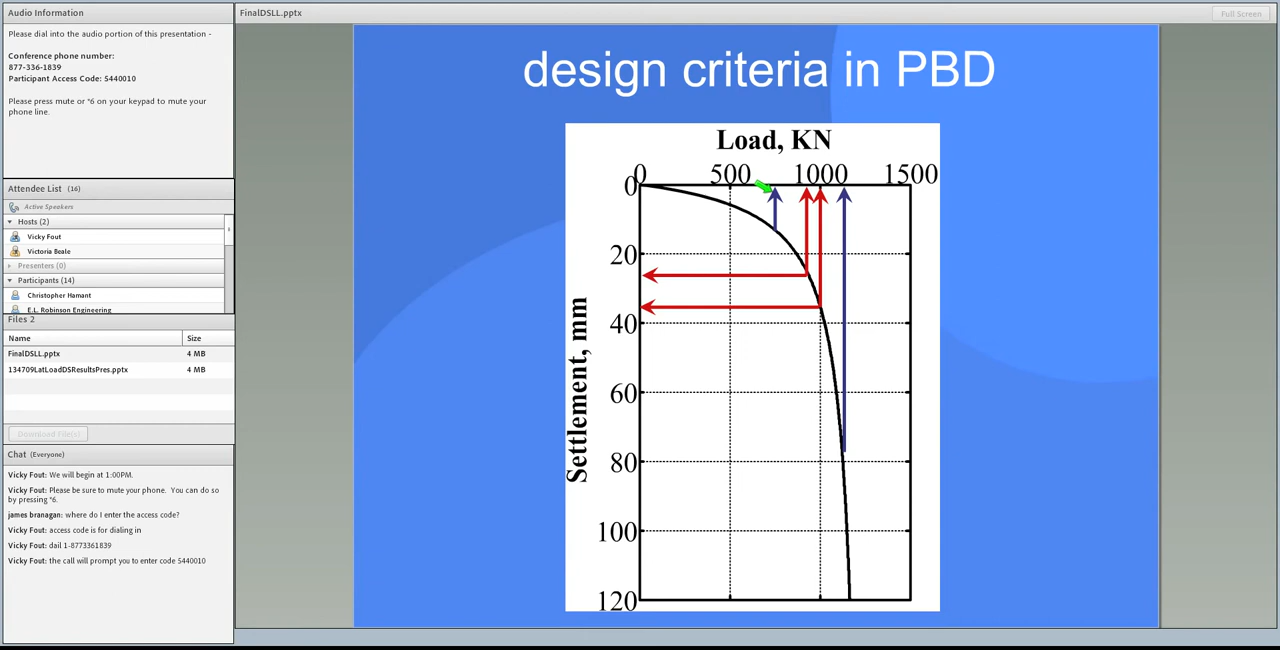 Audio Information
Please dial into the audio portion of this presentation -
Conference phone number:
877-336-1839
Participant Access Code: 5440010
Please press mute or *6 on your keypad to mute your
phone line.
Attendee List (16)
Active Speakers
Hosts (2)
Vicky Fout
Victoria Beale
Presenters (0)
Participants (14)
Christopher Hamant
E.L. Robinson Engineering
Files 2
Name Size
FinalDSLL.pptx 4 MB
134709LatLoadDSResultsPres.pptx 4 MB
Download File(s)
Chat (Everyone)
Vicky Fout: We will begin at 1:00PM.
Vicky Fout: Please be sure to mute your phone. You can do so
by pressing *6.
james branagan: where do I enter the access code?
Vicky Fout: access code is for dialing in
Vicky Fout: dail 1-8773361839
Vicky Fout: the call will prompt you to enter code 5440010
FinalDSLL.pptx
Full Screen
design criteria in PBD
Load, KN
0 500 1000 1500
Settlement, mm
0
20
40
60
80
100
120